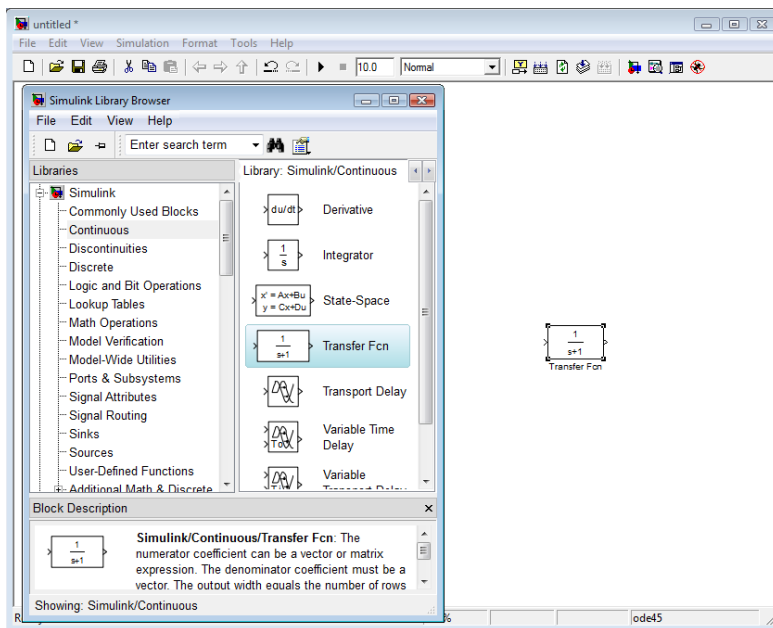 untitled *
File Edit View Simulation Format Tools Help
10.0 Normal
Simulink Library Browser
File Edit View Help
Enter search term
Libraries
Simulink
Commonly Used Blocks
Continuous
Discontinuities
Discrete
Logic and Bit Operations
Lookup Tables
Math Operations
Model Verification
Model-Wide Utilities
Ports & Subsystems
Signal Attributes
Signal Routing
Sinks
Sources
User-Defined Functions
Additional Math & Discrete
Library: Simulink/Continuous
du/dt Derivative
1
s
Integrator
x' = Ax+Bu
y = Cx+Du
State-Space
1
s+1
Transfer Fcn
Transport Delay
Variable Time
Delay
Variable
Transport Delay
Block Description
1
s+1
Simulink/Continuous/Transfer Fcn: The
numerator coefficient can be a vector or matrix
expression. The denominator coefficient must be a
vector. The output width equals the number of rows
Showing: Simulink/Continuous
1
s+1
Transfer Fcn
%
ode45